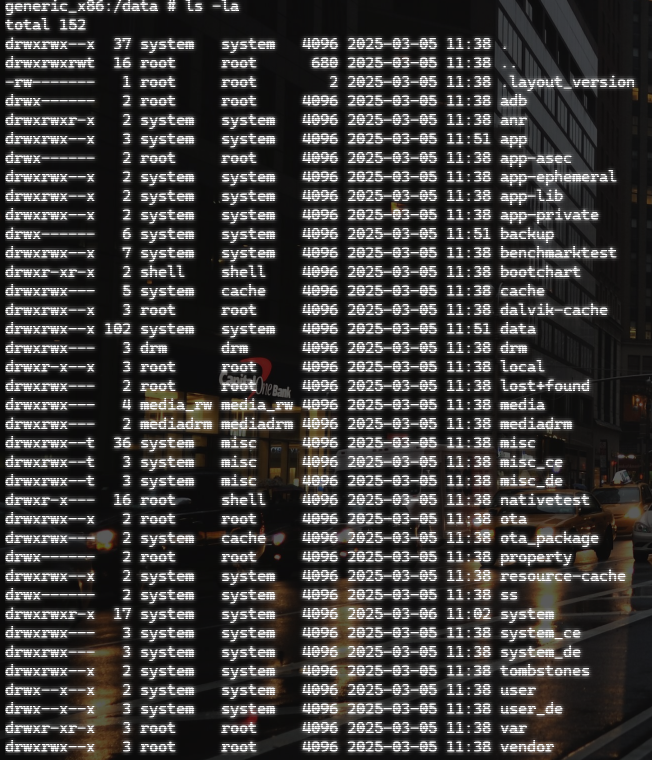 generic_x86:/data # ls -la
total 152
drwxrwx--x  37 system   system   4096 2025-03-05 11:38 .
drwxrwxrwt  16 root     root      680 2025-03-05 11:38 ..
-rw-------   1 root     root        2 2025-03-05 11:38 .layout_version
drwx------   2 root     root     4096 2025-03-05 11:38 adb
drwxrwxr-x   2 system   system   4096 2025-03-05 11:38 anr
drwxrwx--x   3 system   system   4096 2025-03-05 11:51 app
drwx------   2 root     root     4096 2025-03-05 11:38 app-asec
drwxrwx--x   2 system   system   4096 2025-03-05 11:38 app-ephemeral
drwxrwx--x   2 system   system   4096 2025-03-05 11:38 app-lib
drwxrwx--x   2 system   system   4096 2025-03-05 11:38 app-private
drwx------   6 system   system   4096 2025-03-05 11:51 backup
drwxrwx--x   7 system   system   4096 2025-03-05 11:38 benchmarktest
drwxr-xr-x   2 shell    shell    4096 2025-03-05 11:38 bootchart
drwxrwx---   5 system   cache    4096 2025-03-05 11:38 cache
drwxrwx--x   3 root     root     4096 2025-03-05 11:38 dalvik-cache
drwxrwx--x 102 system   system   4096 2025-03-05 11:51 data
drwxrwx---   3 drm      drm      4096 2025-03-05 11:38 drm
drwxr-x--x   3 root     root     4096 2025-03-05 11:38 local
drwxrwx---   2 root     root     4096 2025-03-05 11:38 lost+found
drwxrwx---   4 media_rw media_rw 4096 2025-03-05 11:38 media
drwxrwx---   2 mediadrm mediadrm 4096 2025-03-05 11:38 mediadrm
drwxrwx--t  36 system   misc     4096 2025-03-05 11:38 misc
drwxrwx--t   3 system   misc     4096 2025-03-05 11:38 misc_ce
drwxrwx--t   3 system   misc     4096 2025-03-05 11:38 misc_de
drwxr-x---  16 root     shell    4096 2025-03-05 11:38 nativetest
drwxrwx--x   2 root     root     4096 2025-03-05 11:38 ota
drwxrwx---   2 system   cache    4096 2025-03-05 11:38 ota_package
drwx------   2 root     root     4096 2025-03-05 11:38 property
drwxrwx--x   2 system   system   4096 2025-03-05 11:38 resource-cache
drwx------   2 system   system   4096 2025-03-05 11:38 ss
drwxrwxr-x  17 system   system   4096 2025-03-06 11:02 system
drwxrwx---   3 system   system   4096 2025-03-05 11:38 system_ce
drwxrwx---   3 system   system   4096 2025-03-05 11:38 system_de
drwxrwx--x   2 system   system   4096 2025-03-05 11:38 tombstones
drwx--x--x   2 system   system   4096 2025-03-05 11:38 user
drwx--x--x   3 system   system   4096 2025-03-05 11:38 user_de
drwxr-xr-x   3 root     root     4096 2025-03-05 11:38 var
drwxrwx--x   3 root     root     4096 2025-03-05 11:38 vendor
Capital One Bank